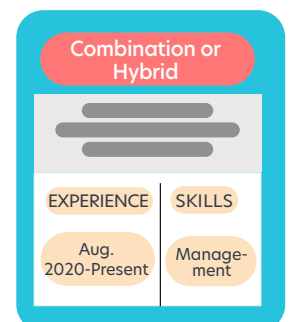 Combination or
Hybrid
EXPERIENCE
SKILLS
Aug.
2020-Present
Manage-
ment